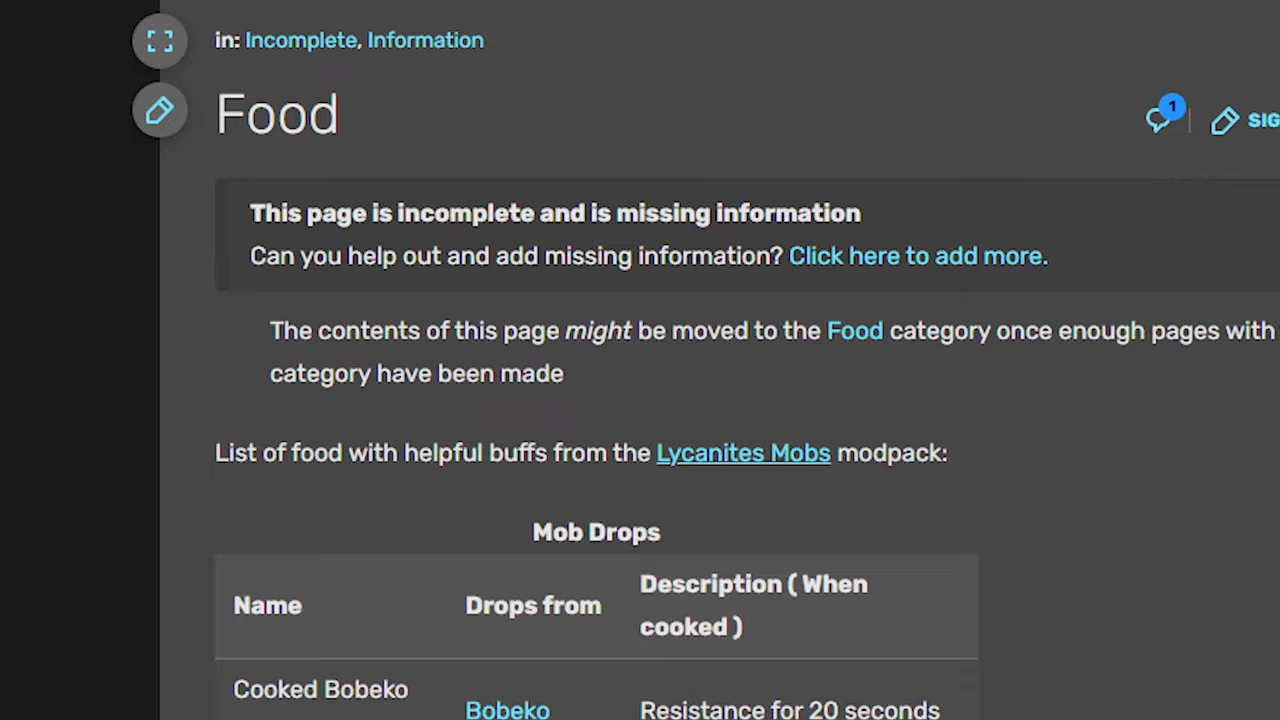 in: Incomplete, Information
Food
1
This page is incomplete and is missing information
Can you help out and add missing information? Click here to add more.
The contents of this page might be moved to the Food category once enough pages with
category have been made
List of food with helpful buffs from the Lycanites Mobs modpack:
Mob Drops
Name
Drops from
Description ( When
cooked )
Cooked Bobeko
Bobeko
Resistance for 20 seconds